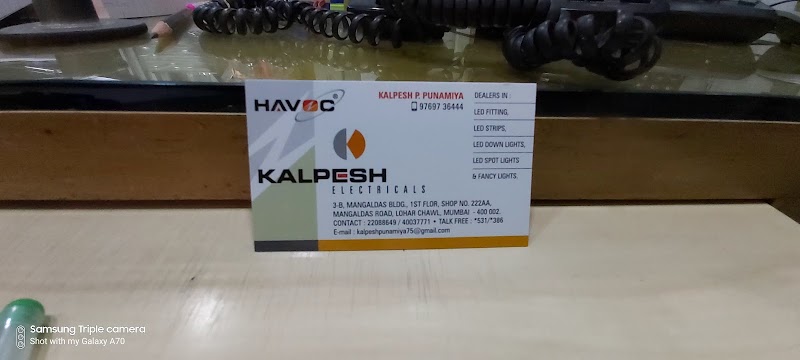 HAVOC
KALPESH P. PUNAMIYA
97697 36444
KALPESH
ELECTRICALS
3-B, MANGALDAS BLDG., 1ST FLOR, SHOP NO. 222AA,
MANGALDAS ROAD, LOHAR CHAWL, MUMBAI - 400 002.
CONTACT : 22088649 / 40037771 • TALK FREE : *531/*386
E-mail : kalpeshpunamiya75@gmail.com
DEALERS IN :
LED FITTING,
LED STRIPS,
LED DOWN LIGHTS,
LED SPOT LIGHTS
& FANCY LIGHTS.
Samsung Triple camera
Shot with my Galaxy A70